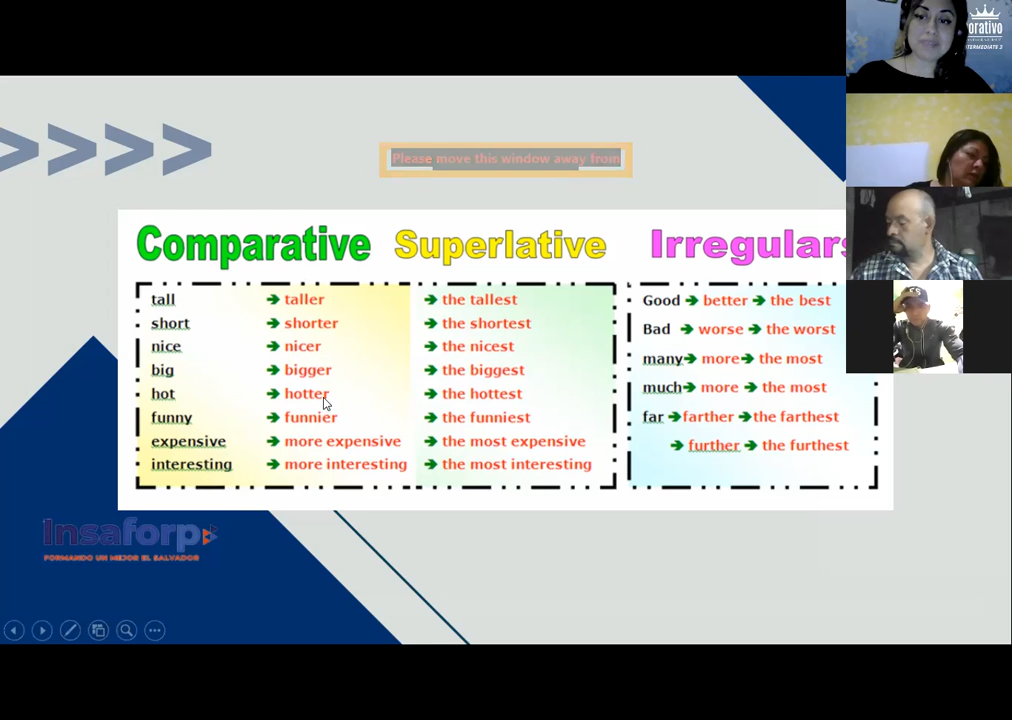 orativo
TERMEDIATE 2
>>>>
Please move this window away from
Comparative Superlative Irregulars
tall → taller → the tallest
short → shorter → the shortest
nice → nicer → the nicest
big → bigger → the biggest
hot → hotter → the hottest
funny → funnier → the funniest
expensive → more expensive → the most expensive
interesting → more interesting → the most interesting
Good → better → the best
Bad → worse → the worst
many → more → the most
much → more → the most
far → farther → the farthest
→ further → the furthest
Insaforp
FORMANDO UN MEJOR EL SALVADOR